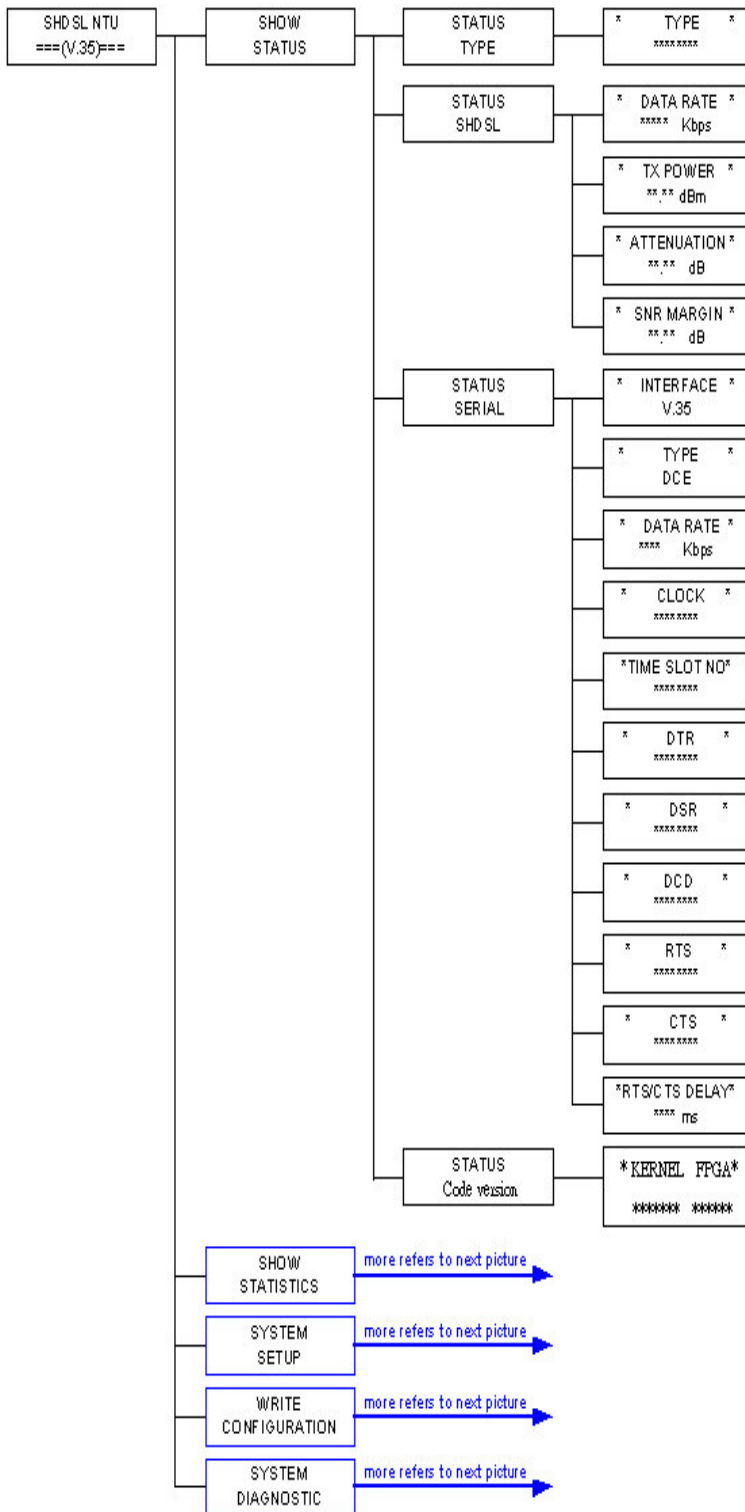 SHDSL NTU
===(V.35)===
SHOW
STATUS
STATUS
TYPE
* TYPE *
********
STATUS
SHDSL
* DATA RATE *
***** Kbps
* TX POWER *
**.** dBm
* ATTENUATION *
**.** dB
* SNR MARGIN *
**.** dB
STATUS
SERIAL
* INTERFACE *
V.35
* TYPE *
DCE
* DATA RATE *
**** Kbps
* CLOCK *
********
*TIME SLOT NO*
********
* DTR *
********
* DSR *
********
* DCD *
********
* RTS *
********
* CTS *
********
*RTS/CTS DELAY*
**** ms
STATUS
Code version
*KERNEL FPGA*
******* ******
SHOW
STATISTICS
more refers to next picture
SYSTEM
SETUP
more refers to next picture
WRITE
CONFIGURATION
more refers to next picture
SYSTEM
DIAGNOSTIC
more refers to next picture